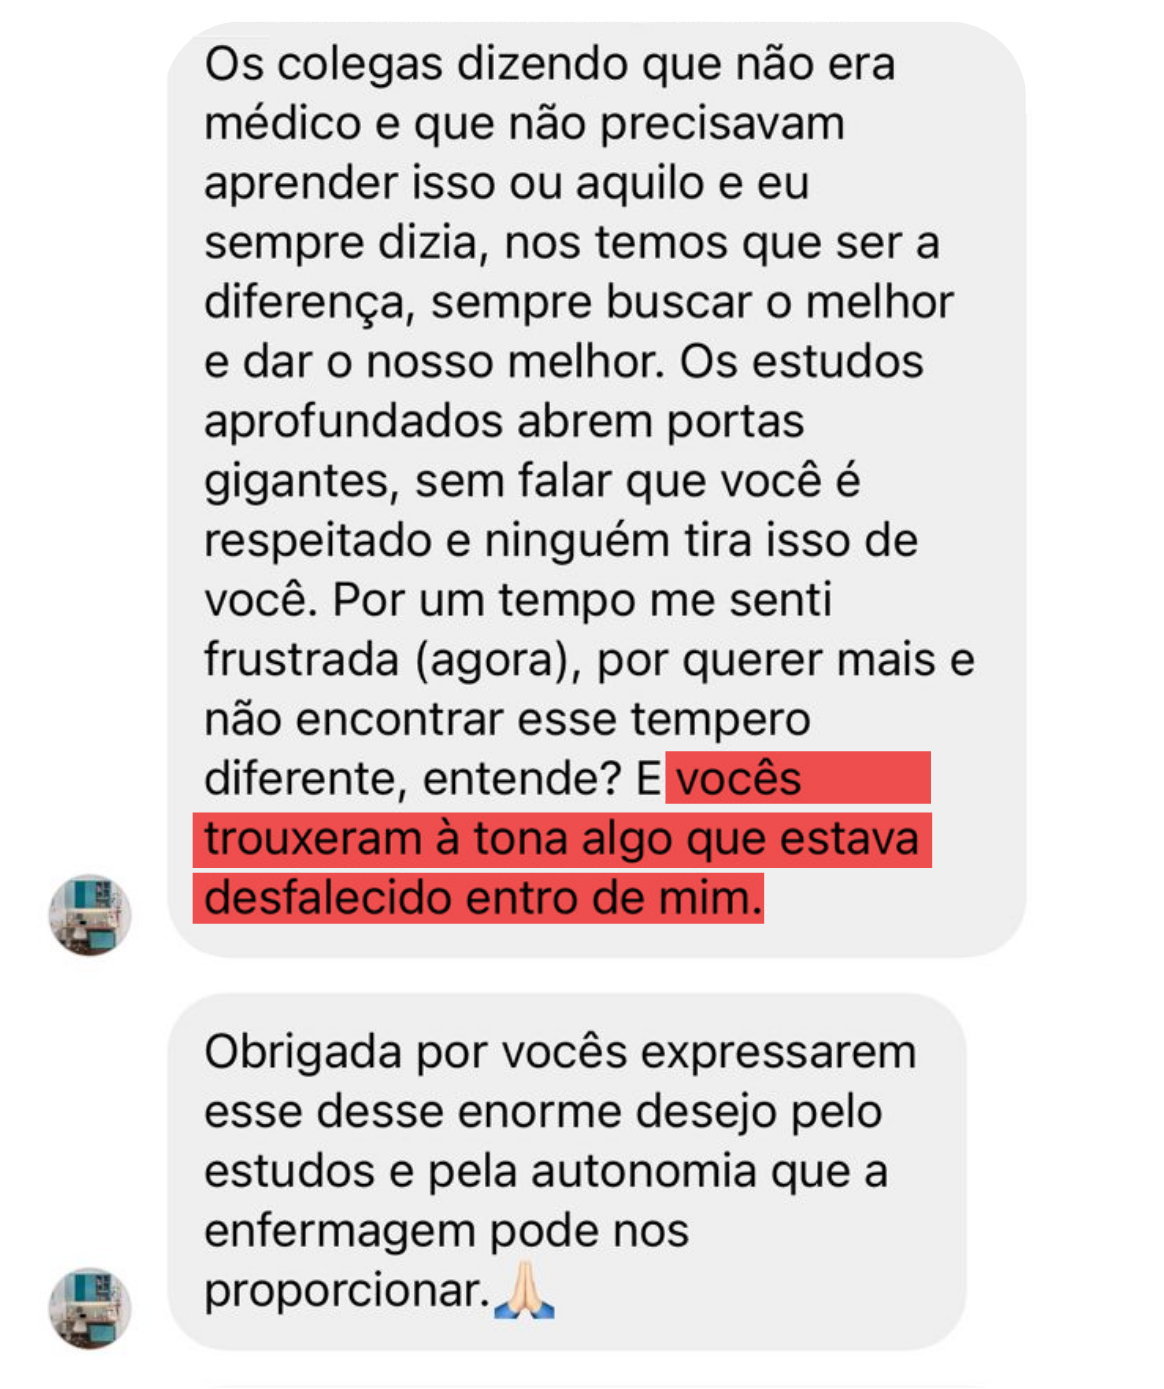 Os colegas dizendo que não era
médico e que não precisavam
aprender isso ou aquilo e eu
sempre dizia, nos temos que ser a
diferença, sempre buscar o melhor
e dar o nosso melhor. Os estudos
aprofundados abrem portas
gigantes, sem falar que você é
respeitado e ninguém tira isso de
você. Por um tempo me senti
frustrada (agora), por querer mais e
não encontrar esse tempero
diferente, entende? E vocês
trouxeram à tona algo que estava
desfalecido entro de mim.
Obrigada por vocês expressarem
esse desse enorme desejo pelo
estudos e pela autonomia que a
enfermagem pode nos
proporcionar.🙏🏻